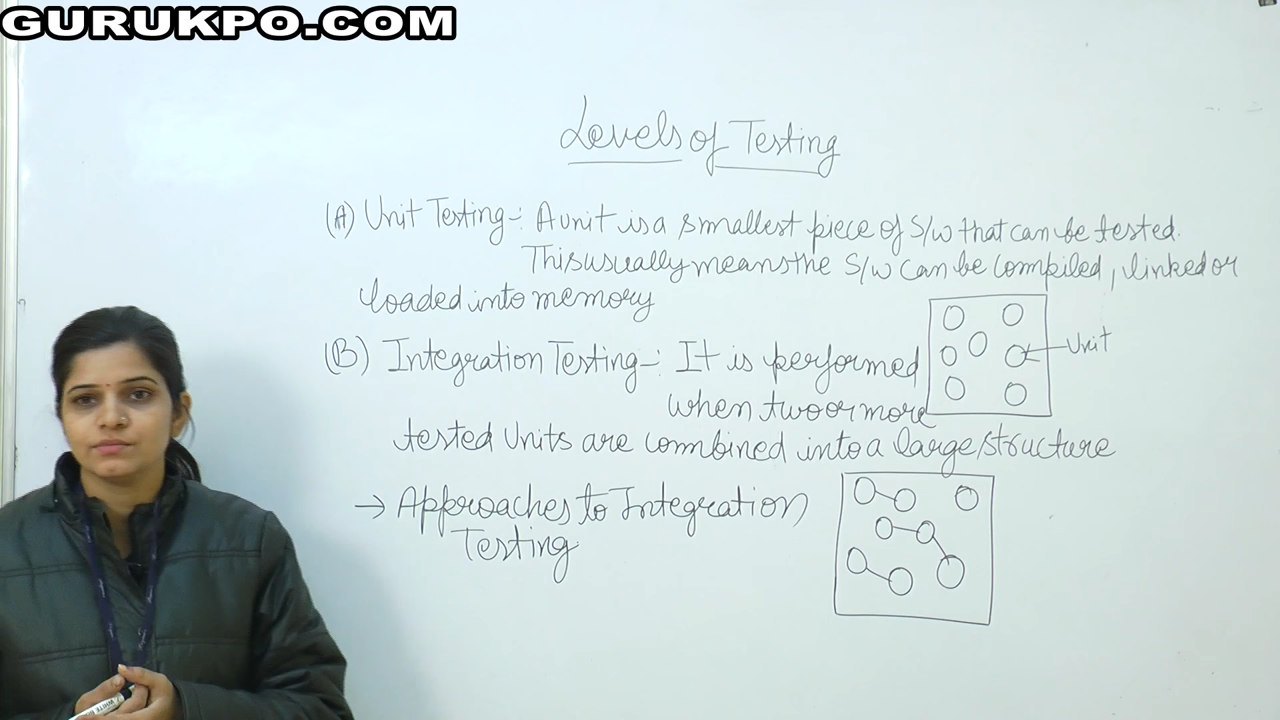 GURUKPO.COM
Levels of Testing
(A) Unit Testing-: A unit is a smallest piece of S/w that can be tested.
This usually means the S/w can be compiled, linked or
loaded into memory
Unit
(B) Integration Testing-: It is performed
when two or more
tested Units are combined into a large structure
→ Approaches to Integration
Testing